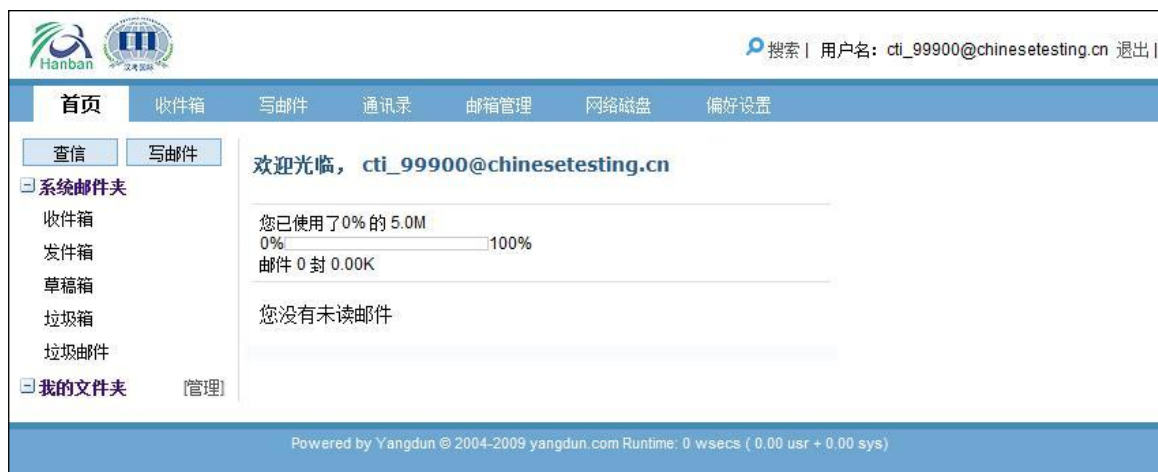 Hanban
汉考国际
搜索 | 用户名：cti_99900@chinesetesting.cn 退出 |
首页 收件箱 写邮件 通讯录 邮箱管理 网络磁盘 偏好设置
查信 写邮件
系统邮件夹
收件箱
发件箱
草稿箱
垃圾箱
垃圾邮件
我的文件夹 [管理]
欢迎光临， cti_99900@chinesetesting.cn
您已使用了0% 的 5.0M
0% 100%
邮件 0 封 0.00K
您没有未读邮件
Powered by Yangdun © 2004-2009 yangdun.com Runtime: 0 wsecs ( 0.00 usr + 0.00 sys)